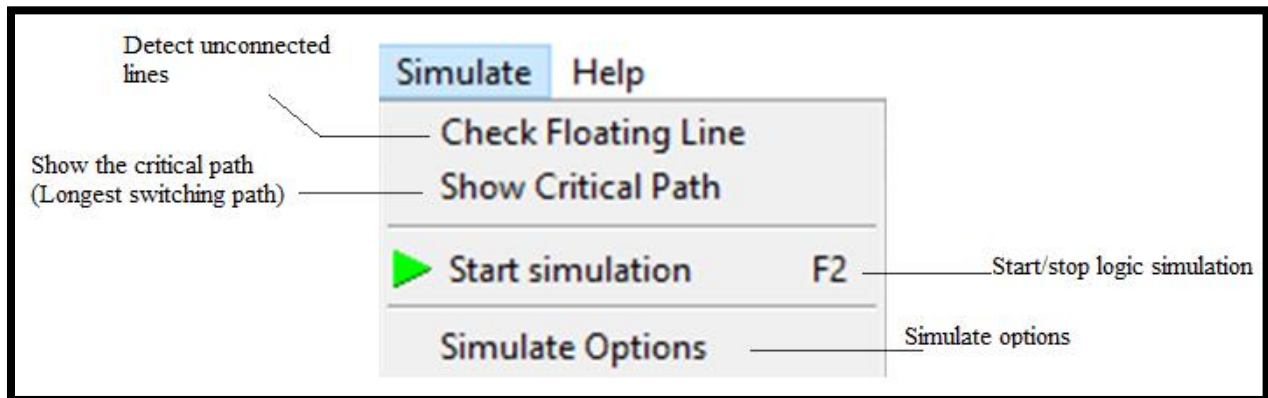 Detect unconnected
lines
Simulate Help
Check Floating Line
Show the critical path
(Longest switching path)
Show Critical Path
Start simulation F2
Start/stop logic simulation
Simulate Options
Simulate options